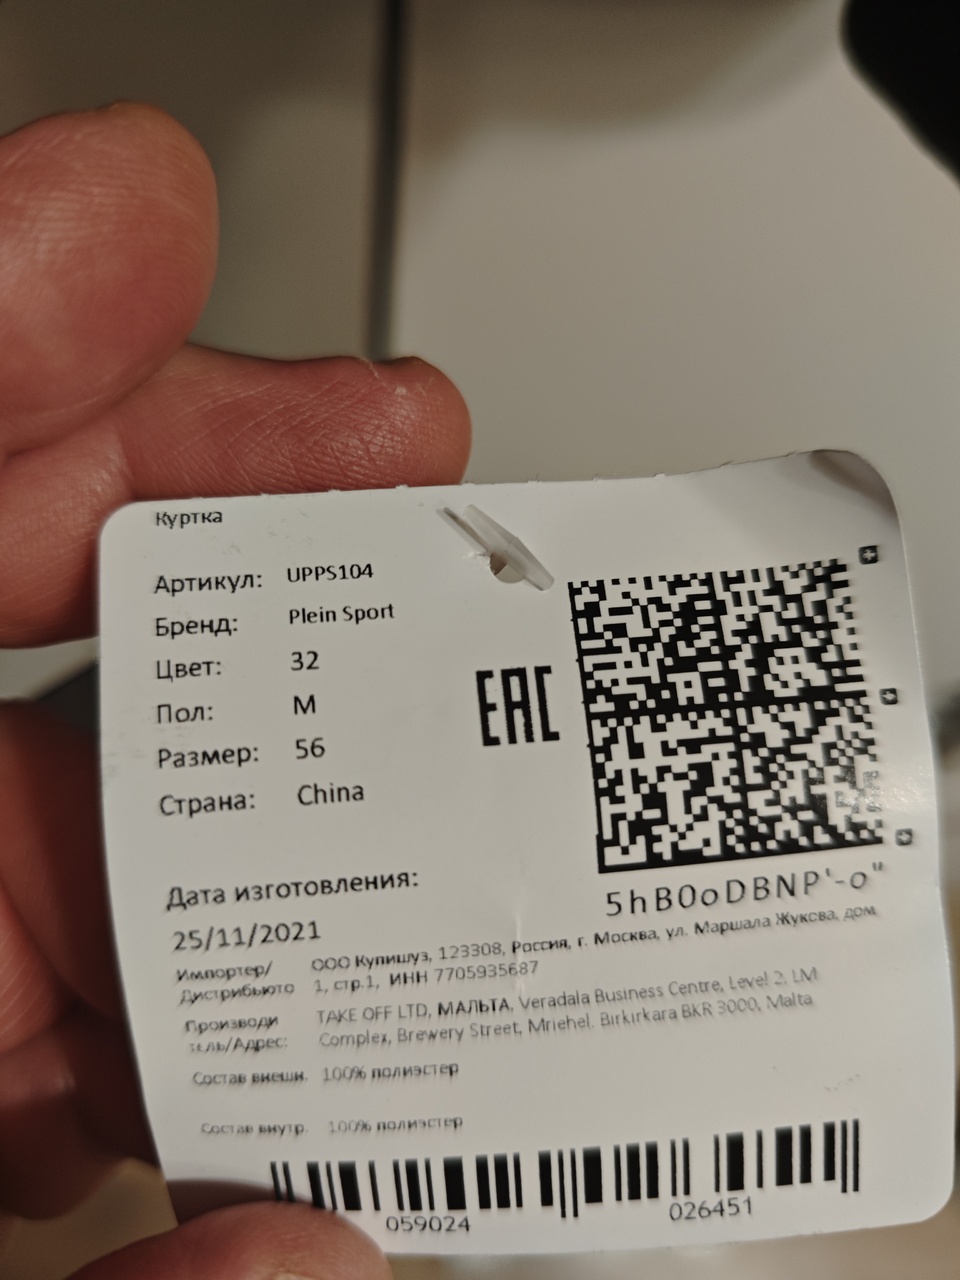 Куртка
Артикул: UPPS104
Бренд: Plein Sport
Цвет: 32
Пол: М
Размер: 56
Страна: China
EAC
Дата изготовления:
25/11/2021
5hB0oDBNP'-o"
Импортер/ ООО Купишуз, 123308, Россия, г. Москва, ул. Маршала Жукова, дом
Дистрибьюто 1, стр.1, ИНН 7705935687
Производи TAKE OFF LTD, МАЛЬТА, Veradala Business Centre, Level 2, LM
тель/Адрес: Complex, Brewery Street, Mriehel, Birkirkara BKR 3000, Malta
Состав внешн. 100% полиэстер
Состав внутр. 100% полиэстер
059024 026451